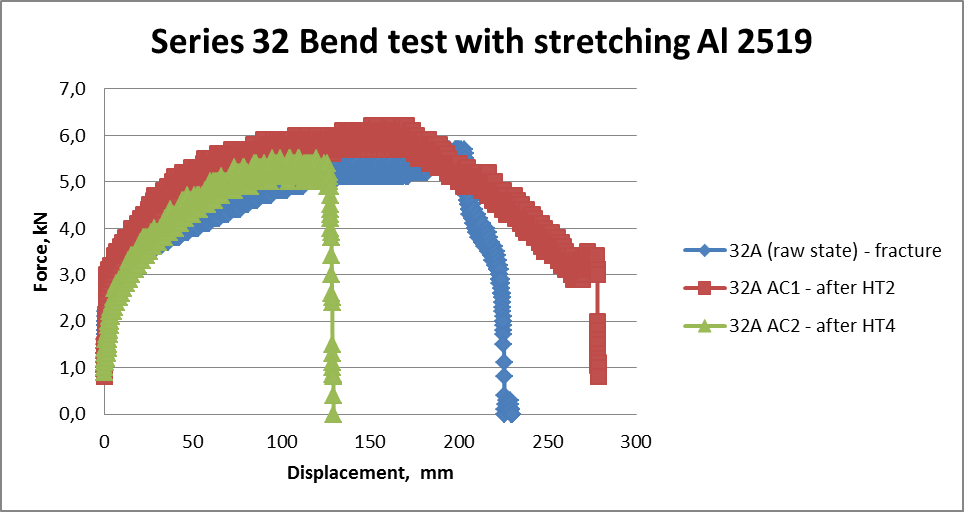 Series 32 Bend test with stretching Al 2519
7,0
6,0
5,0
4,0
3,0
2,0
1,0
0,0
Force, kN
0 50 100 150 200 250 300
Displacement, mm
32A (raw state) - fracture
32A AC1 - after HT2
32A AC2 - after HT4